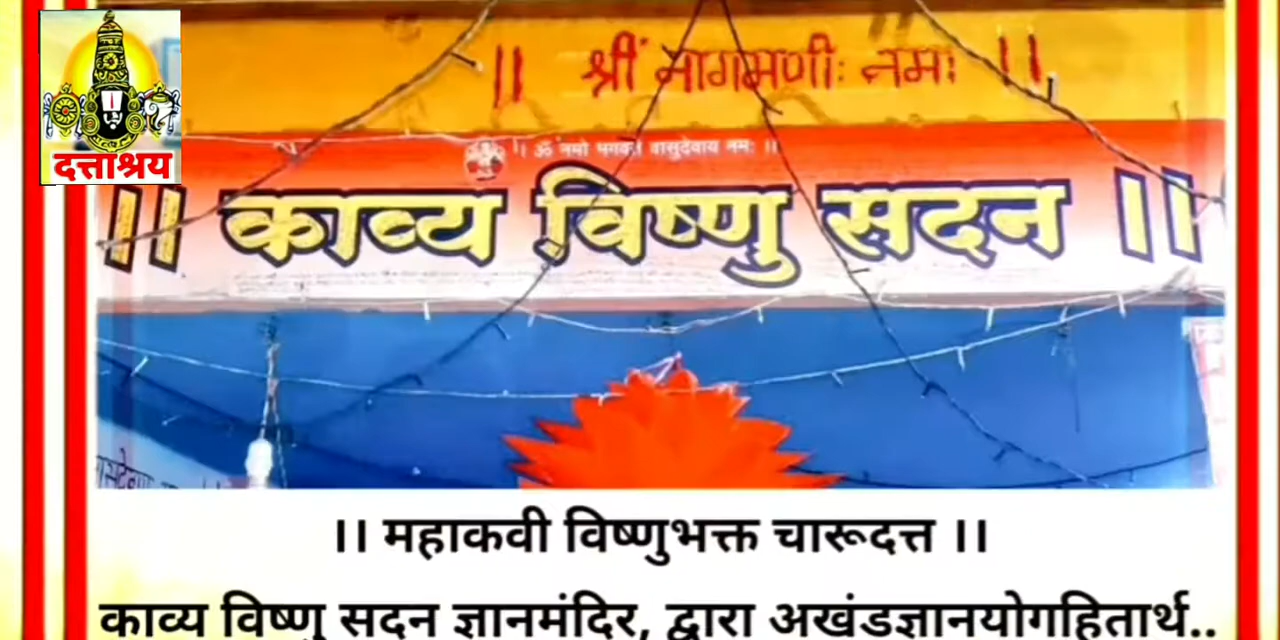 दत्ताश्रय
|| श्रीं नागमणीः नमः ||
|| ॐ नमो भगवते वासुदेवाय नमः ||
|| काव्य विष्णु सदन ||
।। महाकवी विष्णुभक्त चारूदत्त ।।
काव्य विष्णु सदन ज्ञानमंदिर, द्वारा अखंडज्ञानयोगहितार्थ..